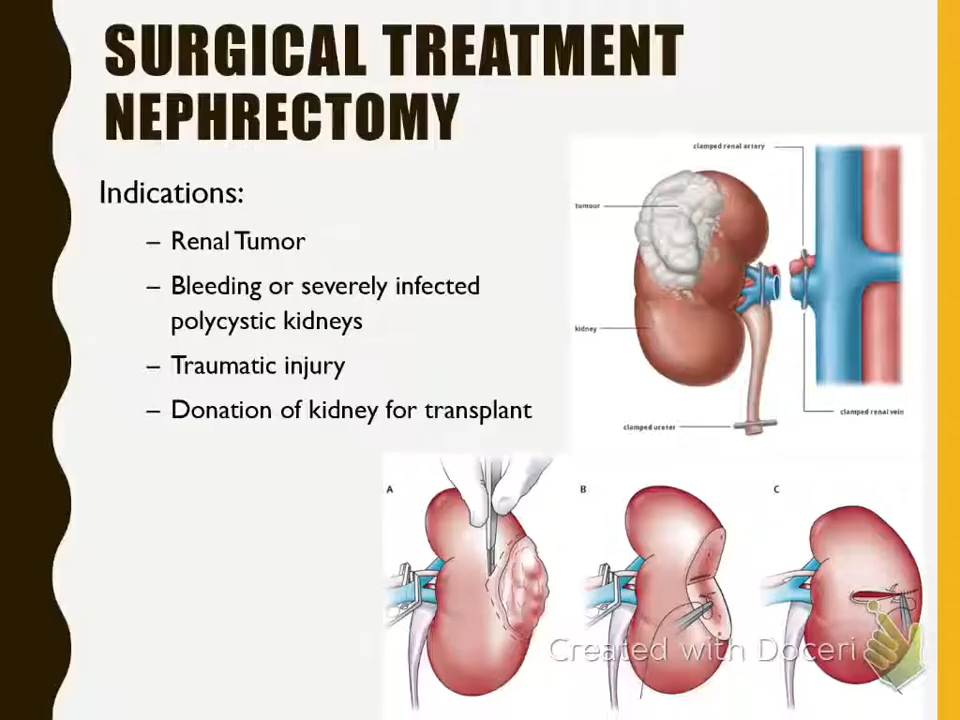 SURGICAL TREATMENT
NEPHRECTOMY
Indications:
– Renal Tumor
– Bleeding or severely infected
polycystic kidneys
– Traumatic injury
– Donation of kidney for transplant
clamped renal artery
tumour
kidney
clamped renal vein
clamped ureter
A
B
C
Created with Doceri